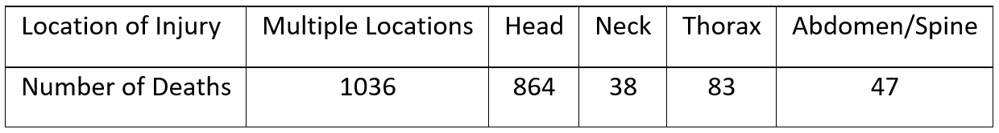 Location of Injury Multiple Locations Head Neck Thorax Abdomen/Spine
Number of Deaths 1036 864 38 83 47